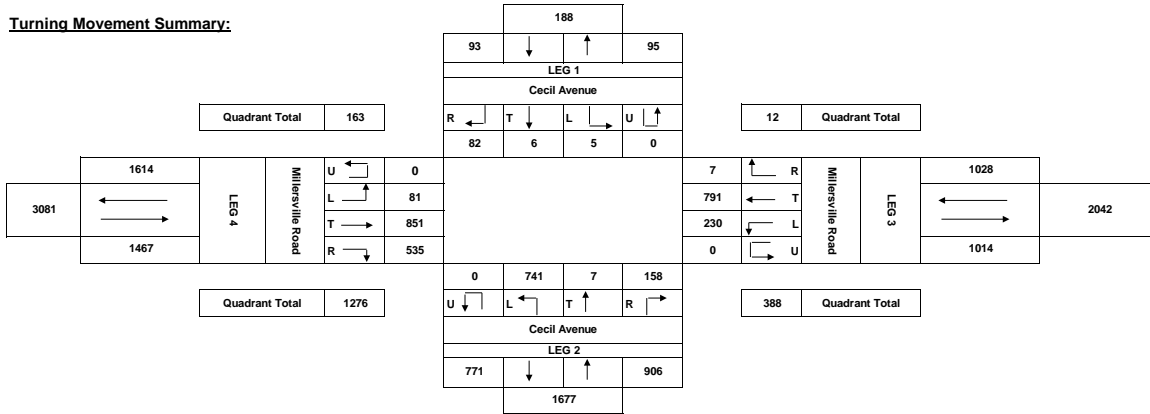 Turning Movement Summary:
188
93 95
LEG 1
Cecil Avenue
Quadrant Total 163
R T L U
12 Quadrant Total
82 6 5 0
1614
U 0
7 R
1028
3081
LEG 4
Millersville Road
L 81
791 T
Millersville Road
LEG 3
2042
T 851
230 L
1467
R 535
0 U
1014
0 741 7 158
Quadrant Total 1276
U L T R
388 Quadrant Total
Cecil Avenue
LEG 2
771 906
1677